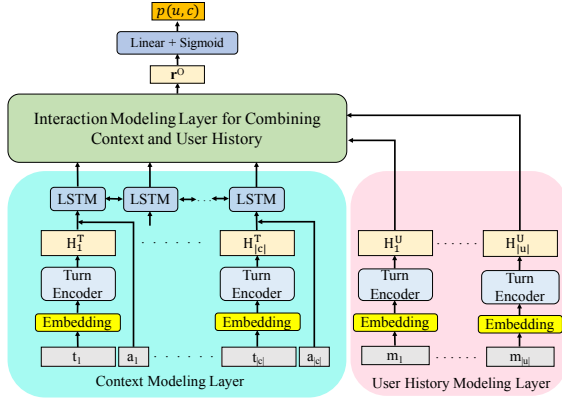 p(u, c)
Linear + Sigmoid
r^O
Interaction Modeling Layer for Combining
Context and User History
LSTM LSTM ... LSTM
H_1^T ...... H_{|c|}^T H_1^U ...... H_{|u|}^U
Turn Encoder Turn Encoder Turn Encoder Turn Encoder
Embedding Embedding Embedding Embedding
t_1 a_1 ...... t_{|c|} a_{|c|} m_1 ...... m_{|u|}
Context Modeling Layer User History Modeling Layer